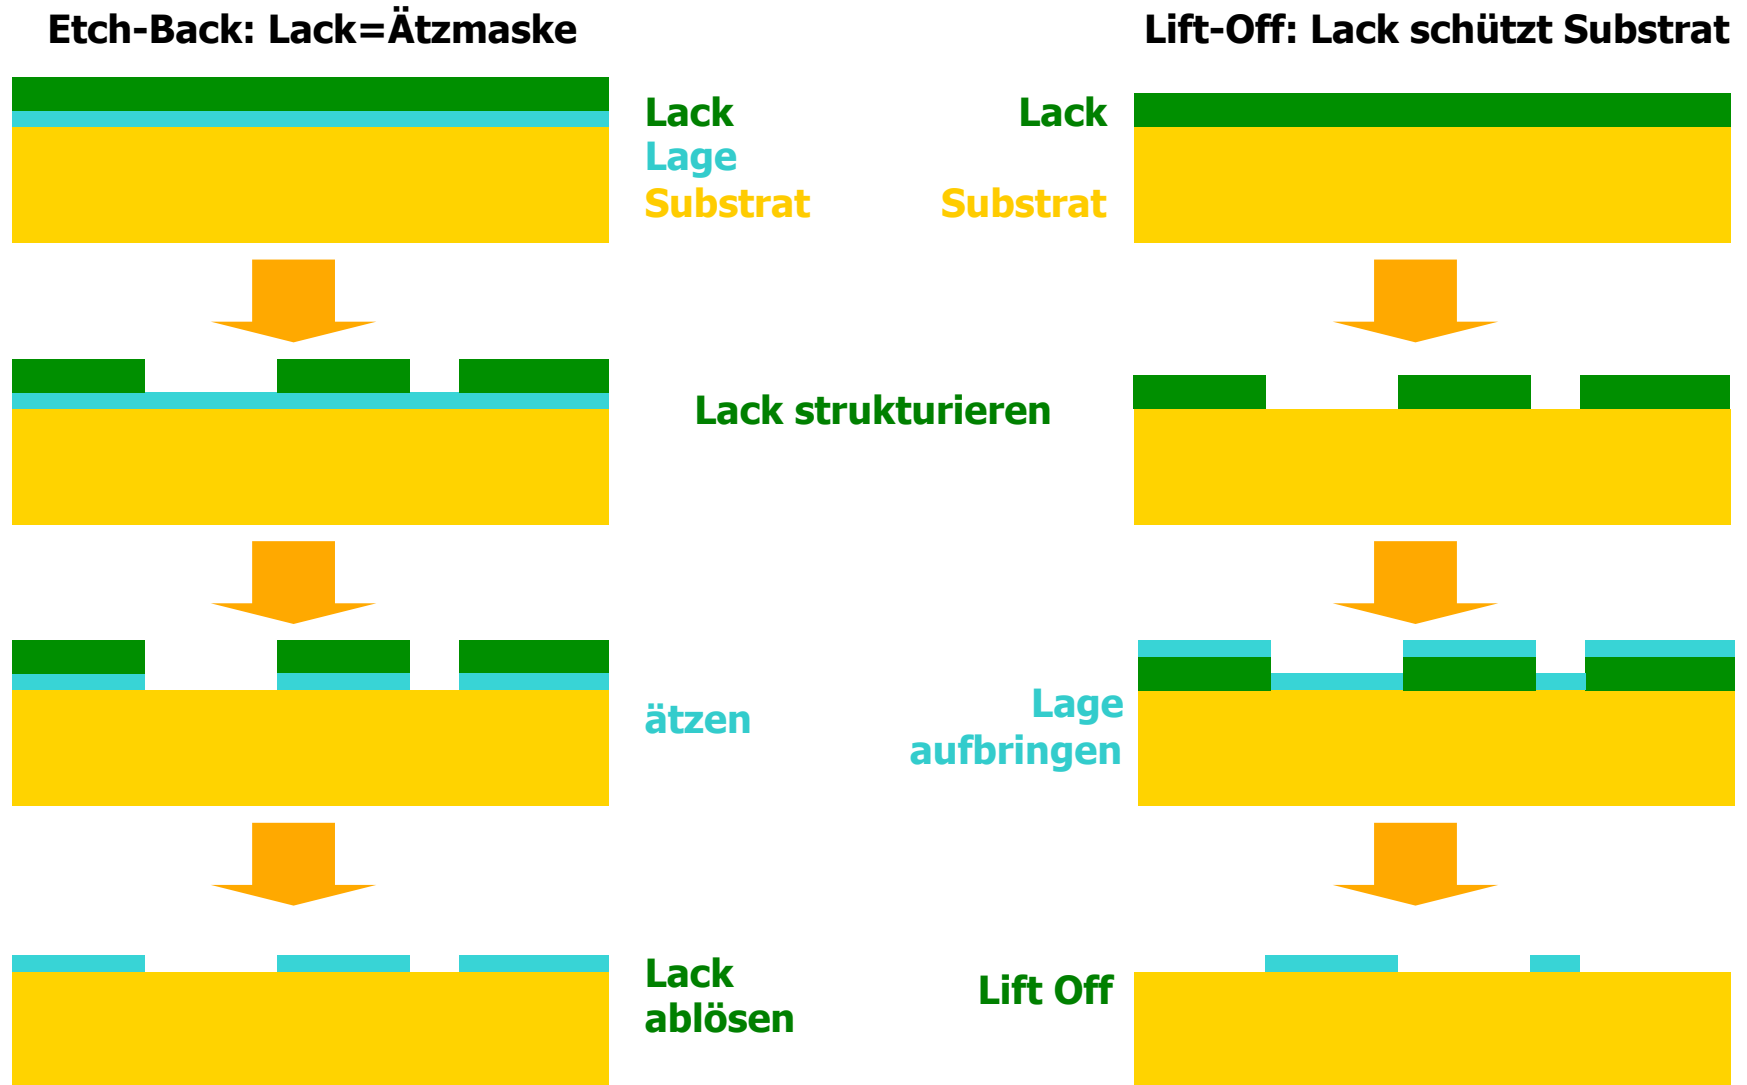 Etch-Back: Lack=Ätzmaske
Lift-Off: Lack schützt Substrat
Lack
Lage
Substrat
Lack
Substrat
Lack strukturieren
ätzen
Lage
aufbringen
Lack
ablösen
Lift Off